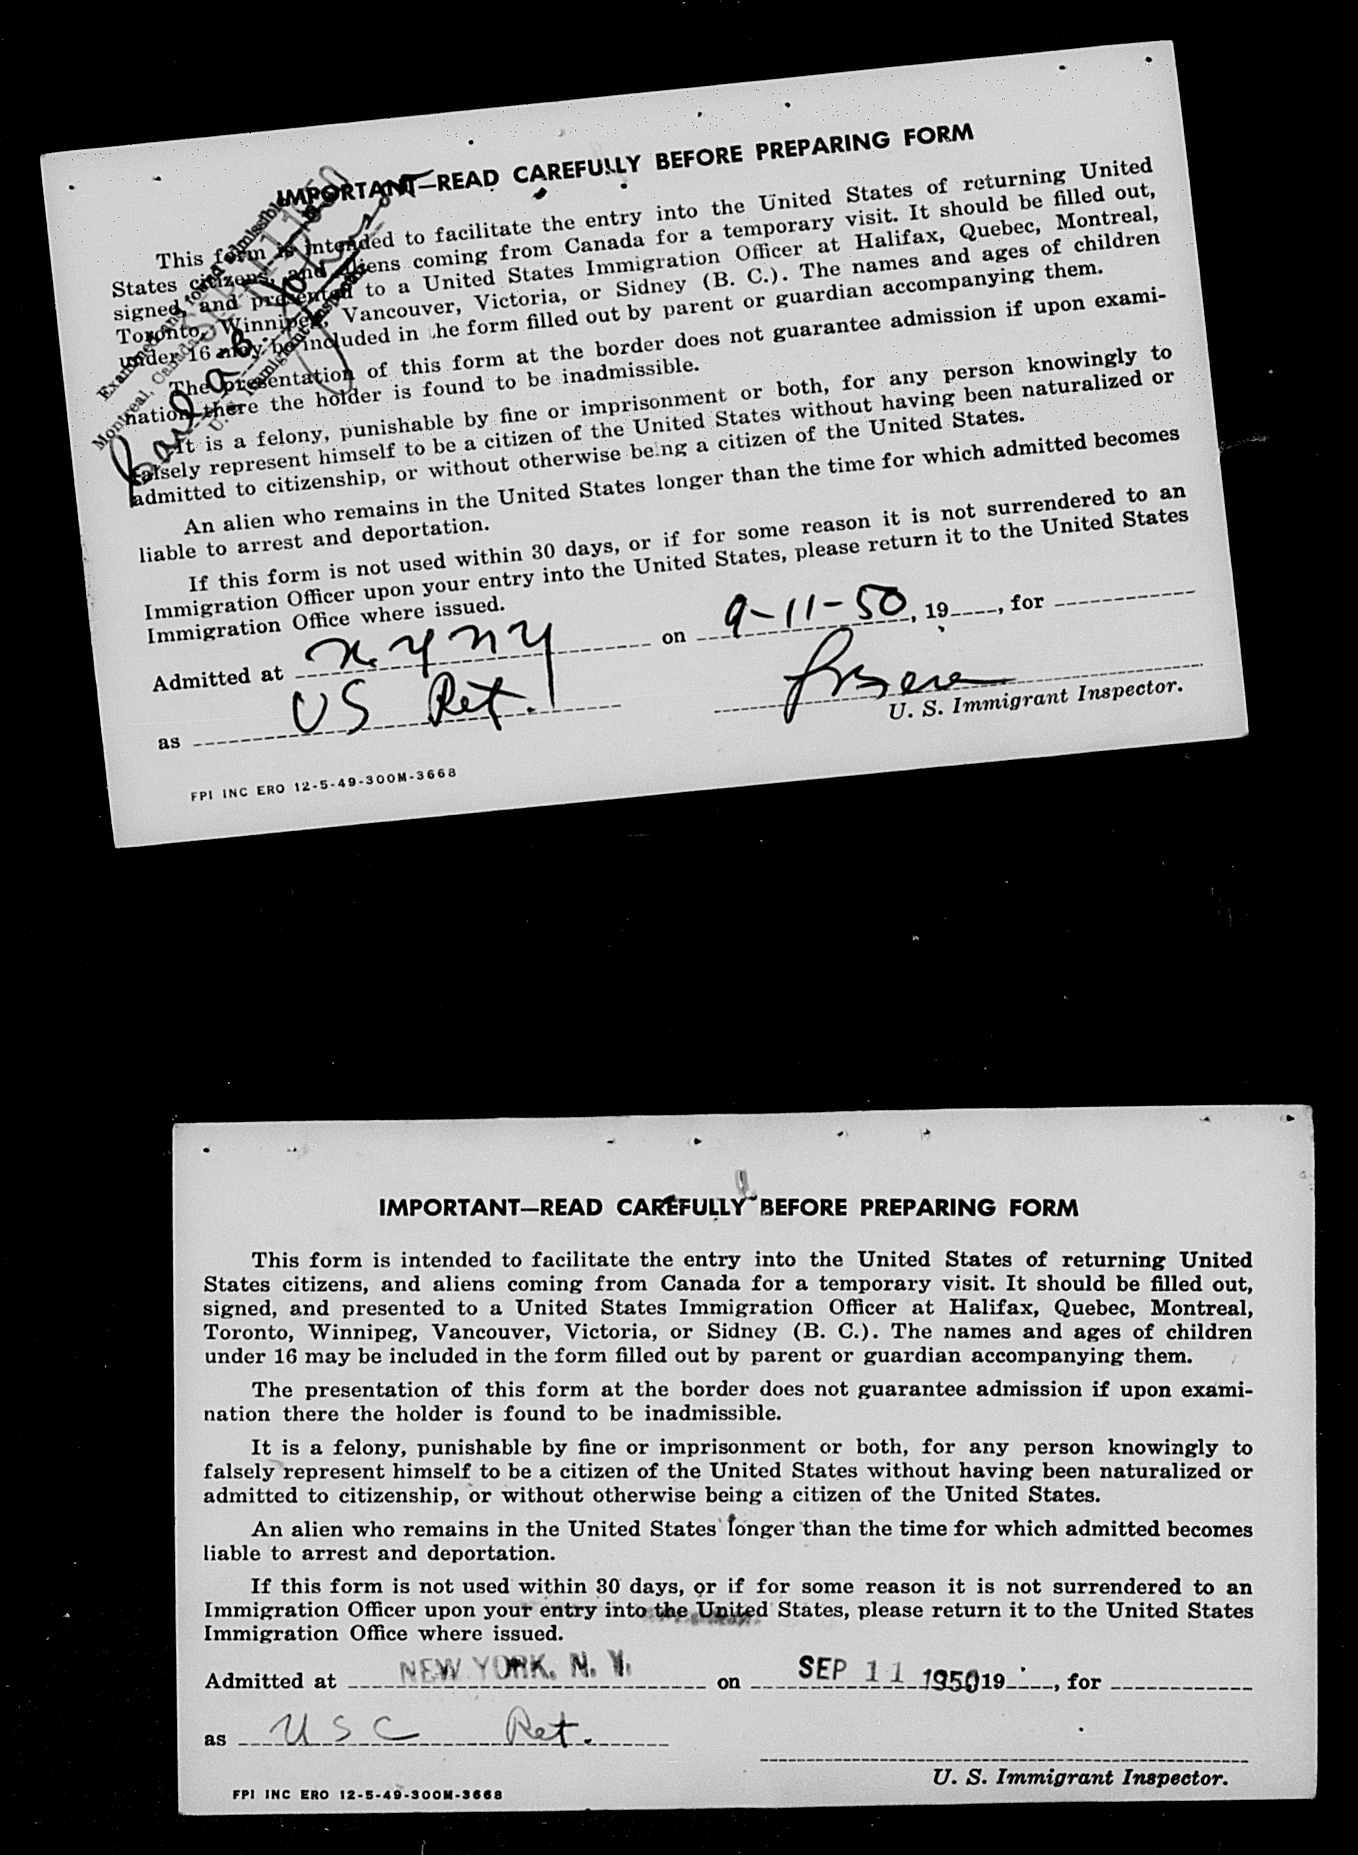 IMPORTANT—READ CAREFULLY BEFORE PREPARING FORM
This form is intended to facilitate the entry into the United States of returning United
States citizens, and aliens coming from Canada for a temporary visit. It should be filled out,
signed, and presented to a United States Immigration Officer at Halifax, Quebec, Montreal,
Toronto, Winnipeg, Vancouver, Victoria, or Sidney (B. C.). The names and ages of children
under 16 may be included in the form filled out by parent or guardian accompanying them.
The presentation of this form at the border does not guarantee admission if upon exami-
nation there the holder is found to be inadmissible.
It is a felony, punishable by fine or imprisonment or both, for any person knowingly to
falsely represent himself to be a citizen of the United States without having been naturalized or
admitted to citizenship, or without otherwise being a citizen of the United States.
An alien who remains in the United States longer than the time for which admitted becomes
liable to arrest and deportation.
If this form is not used within 30 days, or if for some reason it is not surrendered to an
Immigration Officer upon your entry into the United States, please return it to the United States
Immigration Office where issued.
Examined and found admissible
Montreal, Canada
U. S. Immigrant Inspector
Admitted at N.Y NY on 9-11-50, 19____, for
as US Ret.
U. S. Immigrant Inspector.
FPI INC ERO 12-5-49-300M-3668
IMPORTANT—READ CAREFULLY BEFORE PREPARING FORM
This form is intended to facilitate the entry into the United States of returning United
States citizens, and aliens coming from Canada for a temporary visit. It should be filled out,
signed, and presented to a United States Immigration Officer at Halifax, Quebec, Montreal,
Toronto, Winnipeg, Vancouver, Victoria, or Sidney (B. C.). The names and ages of children
under 16 may be included in the form filled out by parent or guardian accompanying them.
The presentation of this form at the border does not guarantee admission if upon exami-
nation there the holder is found to be inadmissible.
It is a felony, punishable by fine or imprisonment or both, for any person knowingly to
falsely represent himself to be a citizen of the United States without having been naturalized or
admitted to citizenship, or without otherwise being a citizen of the United States.
An alien who remains in the United States longer than the time for which admitted becomes
liable to arrest and deportation.
If this form is not used within 30 days, or if for some reason it is not surrendered to an
Immigration Officer upon your entry into the United States, please return it to the United States
Immigration Office where issued.
Admitted at NEW YORK, N. Y. on SEP 11 1950 19____, for
as USC Ret.
U. S. Immigrant Inspector.
FPI INC ERO 12-5-49-300M-3668